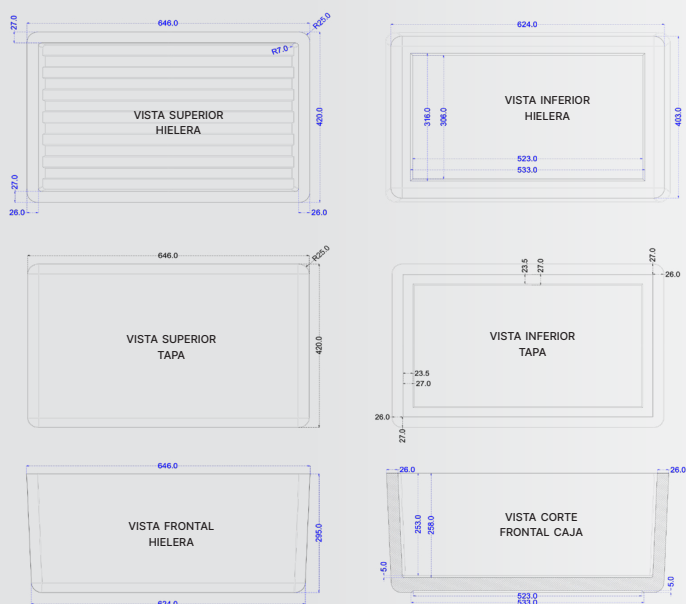 646.0
27.0
R25.0
R7.0
VISTA SUPERIOR
HIELERA
420.0
27.0
26.0
26.0
624.0
VISTA INFERIOR
HIELERA
316.0
306.0
403.0
523.0
533.0
646.0
R25.0
VISTA SUPERIOR
TAPA
420.0
23.5
27.0
27.0
26.0
VISTA INFERIOR
TAPA
23.5
27.0
26.0
27.0
646.0
VISTA FRONTAL
HIELERA
295.0
624.0
26.0
26.0
VISTA CORTE
FRONTAL CAJA
253.0
258.0
5.0
5.0
523.0
533.0